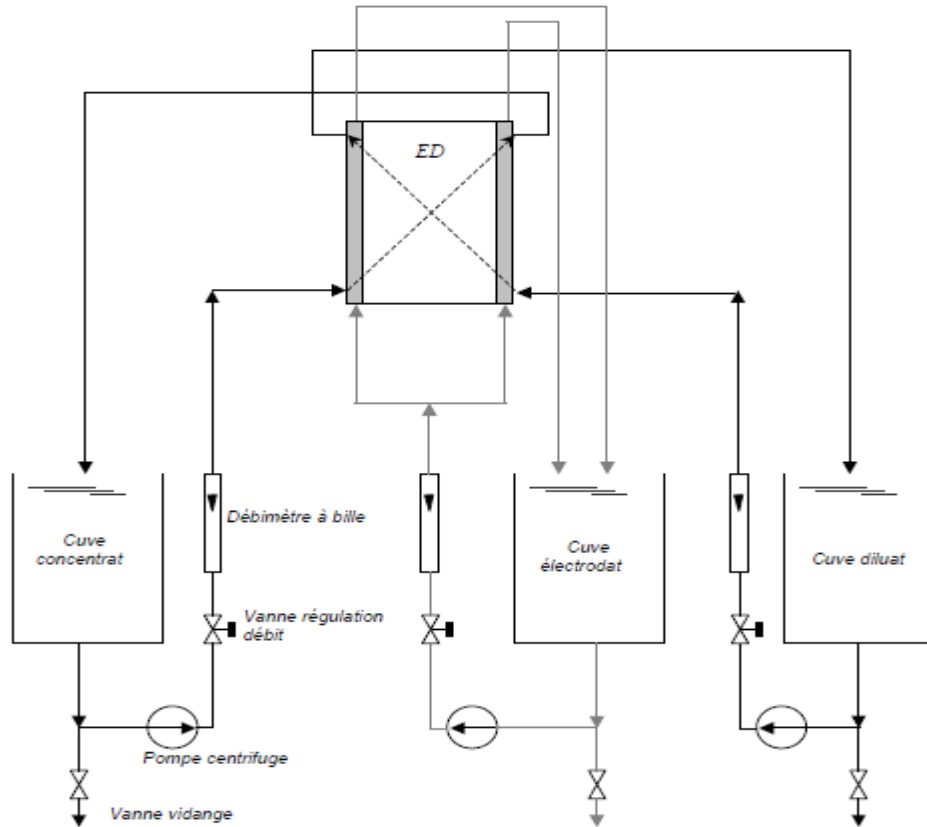 ED
Débimètre à bille
Cuve
concentrat
Cuve
électrodat
Cuve diluat
Vanne régulation
débit
Pompe centrifuge
Vanne vidange